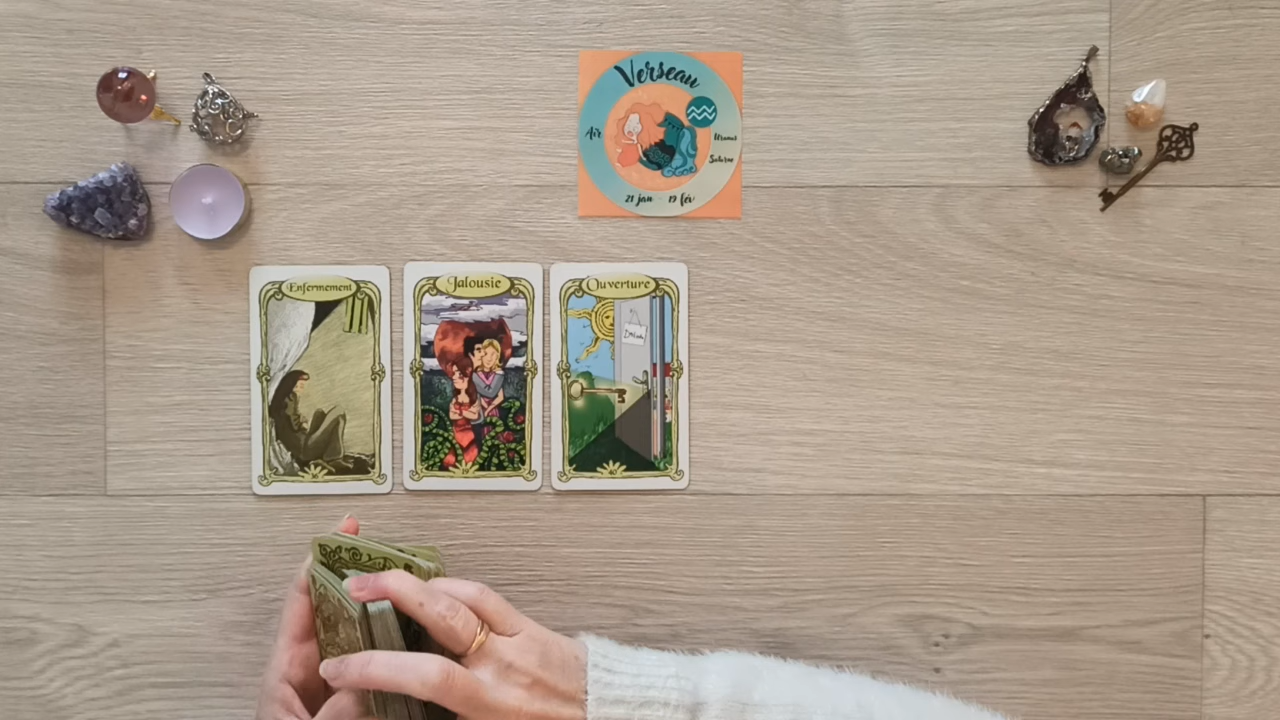 Verseau
Air
Uranus
Saturne
21 jan - 19 fév
Enfermement
Jalousie
Ouverture